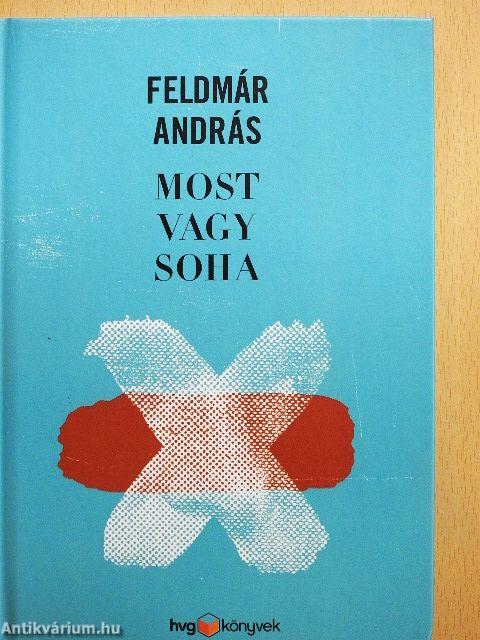 FELDMÁR
ANDRÁS
MOST
VAGY
SOHA
hvg könyvek
Antikvárium.hu